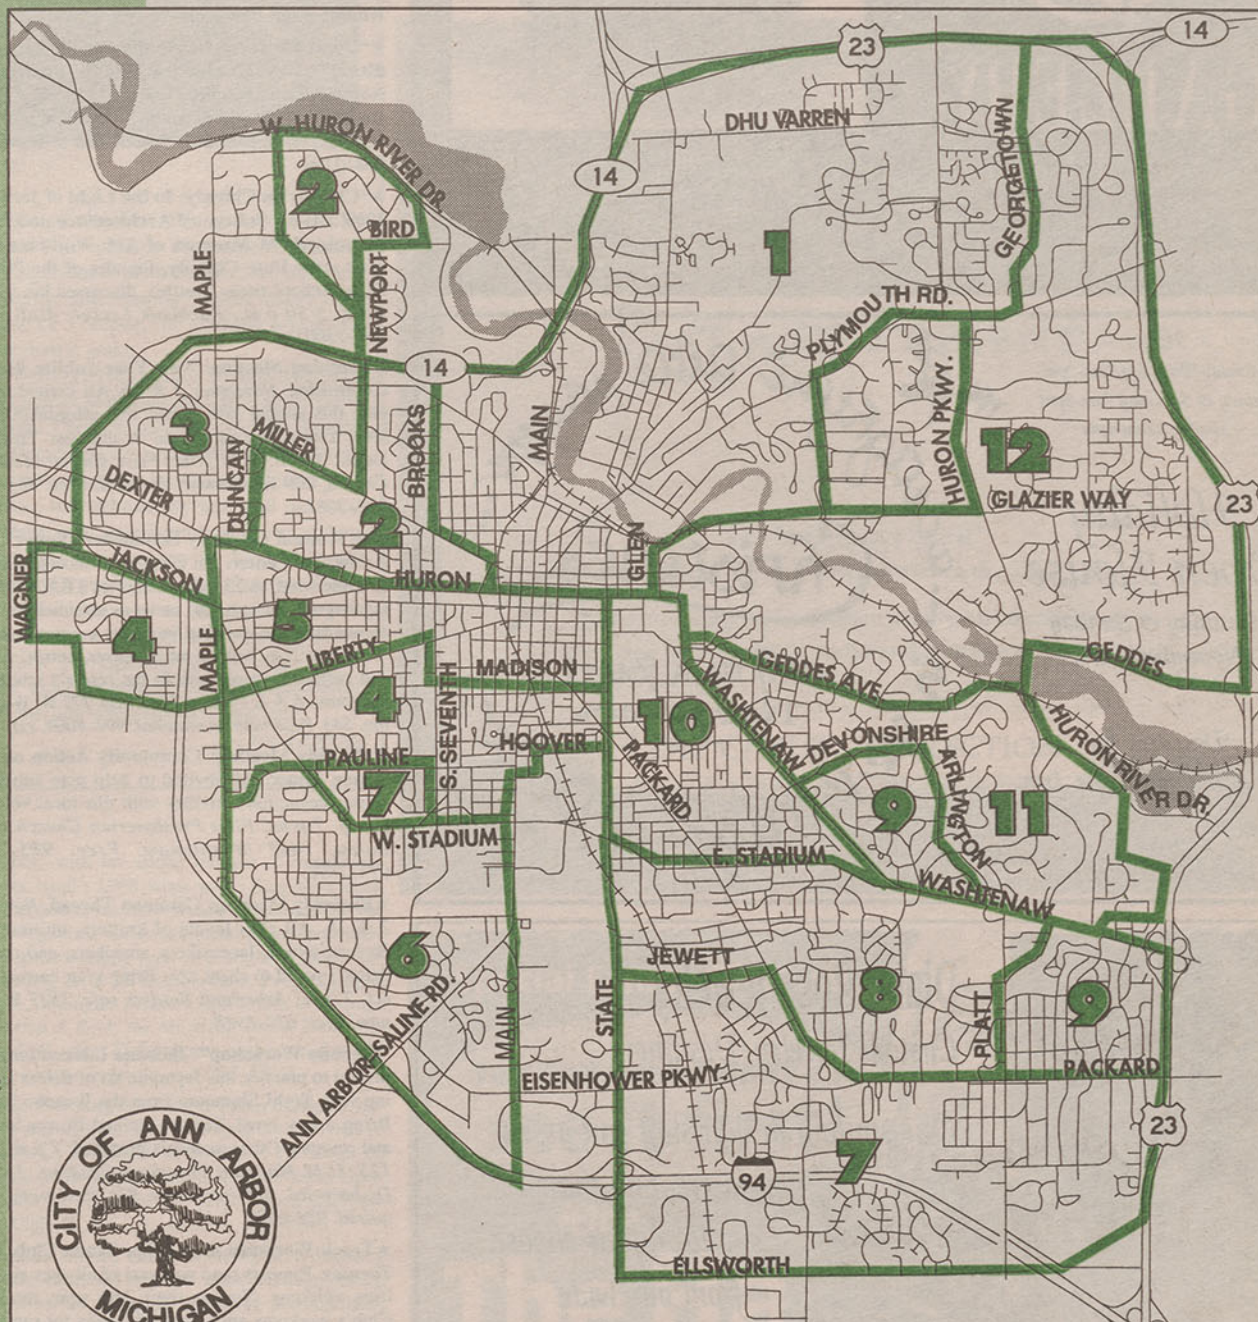 14
23
DHU VARREN
GEORGETOWN
W. HURON RIVER DR.
14
2
BIRD
1
MAPLE
NEWPORT
PLYMOUTH RD.
14
HURON PKWY.
3
MILLER
DUNCAN
BROOKS
MAIN
12
DEXTER
GLAZIER WAY
23
2
GLEN
WAGNER
JACKSON
HURON
5
4
MAPLE
LIBERTY
MADISON
GEDDES AVE.
GEDDES
4
S. SEVENTH
10
WASHTENAW
HURON RIVER DR.
HOOVER
DEVONSHIRE
PAULINE
PACKARD
ARLINGTON
7
9
11
W. STADIUM
E. STADIUM
WASHTENAW
6
JEWETT
ANN ARBOR-SALINE RD.
8
9
MAIN
STATE
PLATT
EISENHOWER PKWY.
PACKARD
23
7
94
ELLSWORTH
CITY OF ANN ARBOR
MICHIGAN